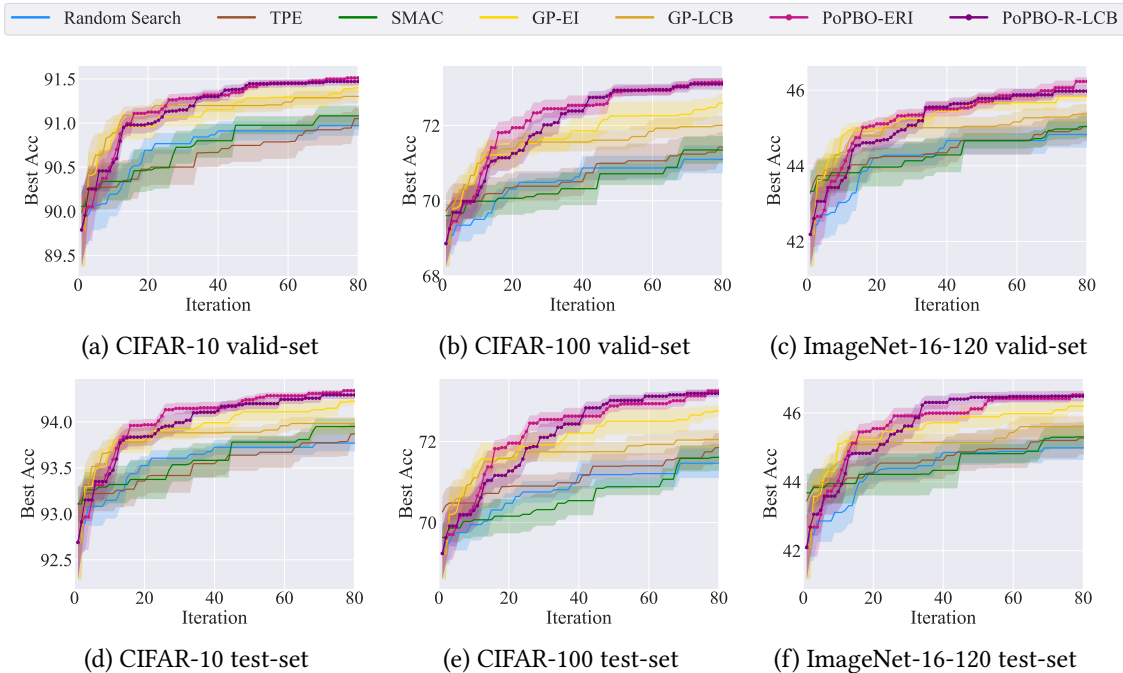 Random Search TPE SMAC GP-EI GP-LCB PoPBO-ERI PoPBO-R-LCB
91.5
91.0
90.5
90.0
89.5
Best Acc
0 20 40 60 80
Iteration
(a) CIFAR-10 valid-set
72
70
68
Best Acc
0 20 40 60 80
Iteration
(b) CIFAR-100 valid-set
46
44
42
Best Acc
0 20 40 60 80
Iteration
(c) ImageNet-16-120 valid-set
94.0
93.5
93.0
92.5
Best Acc
0 20 40 60 80
Iteration
(d) CIFAR-10 test-set
72
70
Best Acc
0 20 40 60 80
Iteration
(e) CIFAR-100 test-set
46
44
42
Best Acc
0 20 40 60 80
Iteration
(f) ImageNet-16-120 test-set